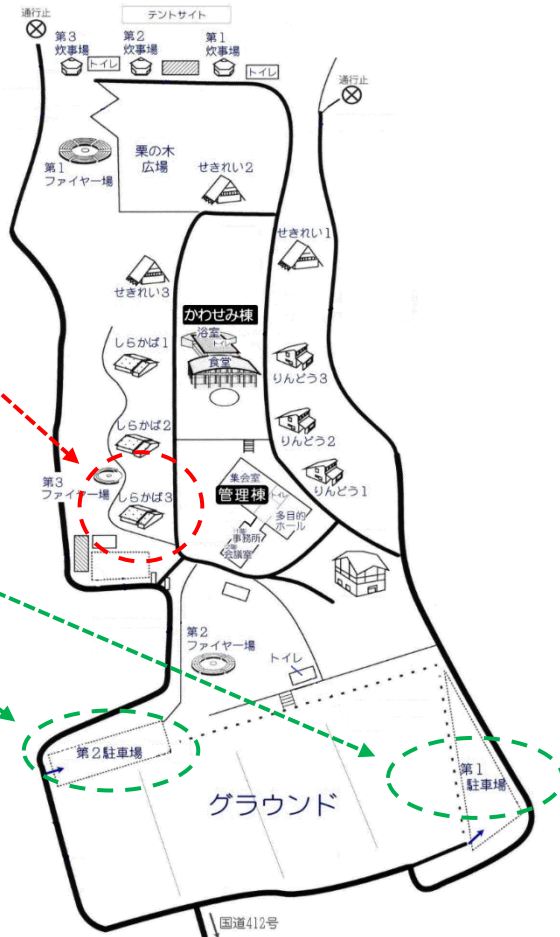 通行止
テントサイト
第3
炊事場
トイレ
第2
炊事場
第1
炊事場
トイレ
通行止
第1
ファイヤー場
栗の木
広場
せきれい2
せきれい1
せきれい3
かわせみ棟
浴室
トイレ
食堂
しらかば1
りんどう3
しらかば2
りんどう2
第3
ファイヤー場
しらかば3
集会室
トイレ
管理棟
りんどう1
多目的
ホール
事務所
会議室
第2
ファイヤー場
トイレ
第2駐車場
第1
駐車場
グラウンド
国道412号